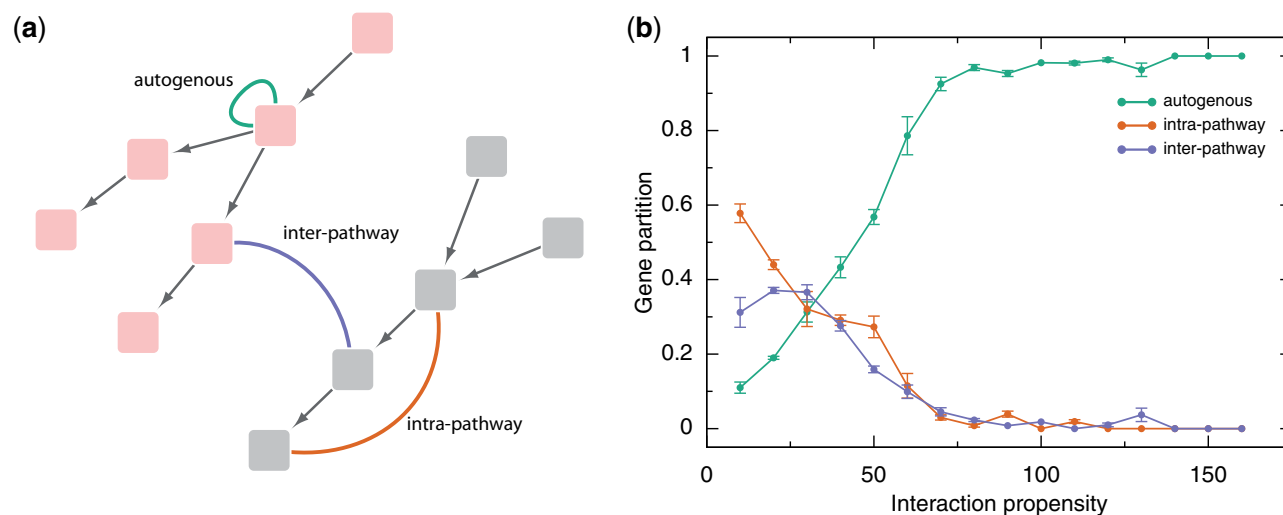 (a)
autogenous
inter-pathway
intra-pathway
(b)
Gene partition
1
0.8
0.6
0.4
0.2
0
0
50
100
150
Interaction propensity
autogenous
intra-pathway
inter-pathway